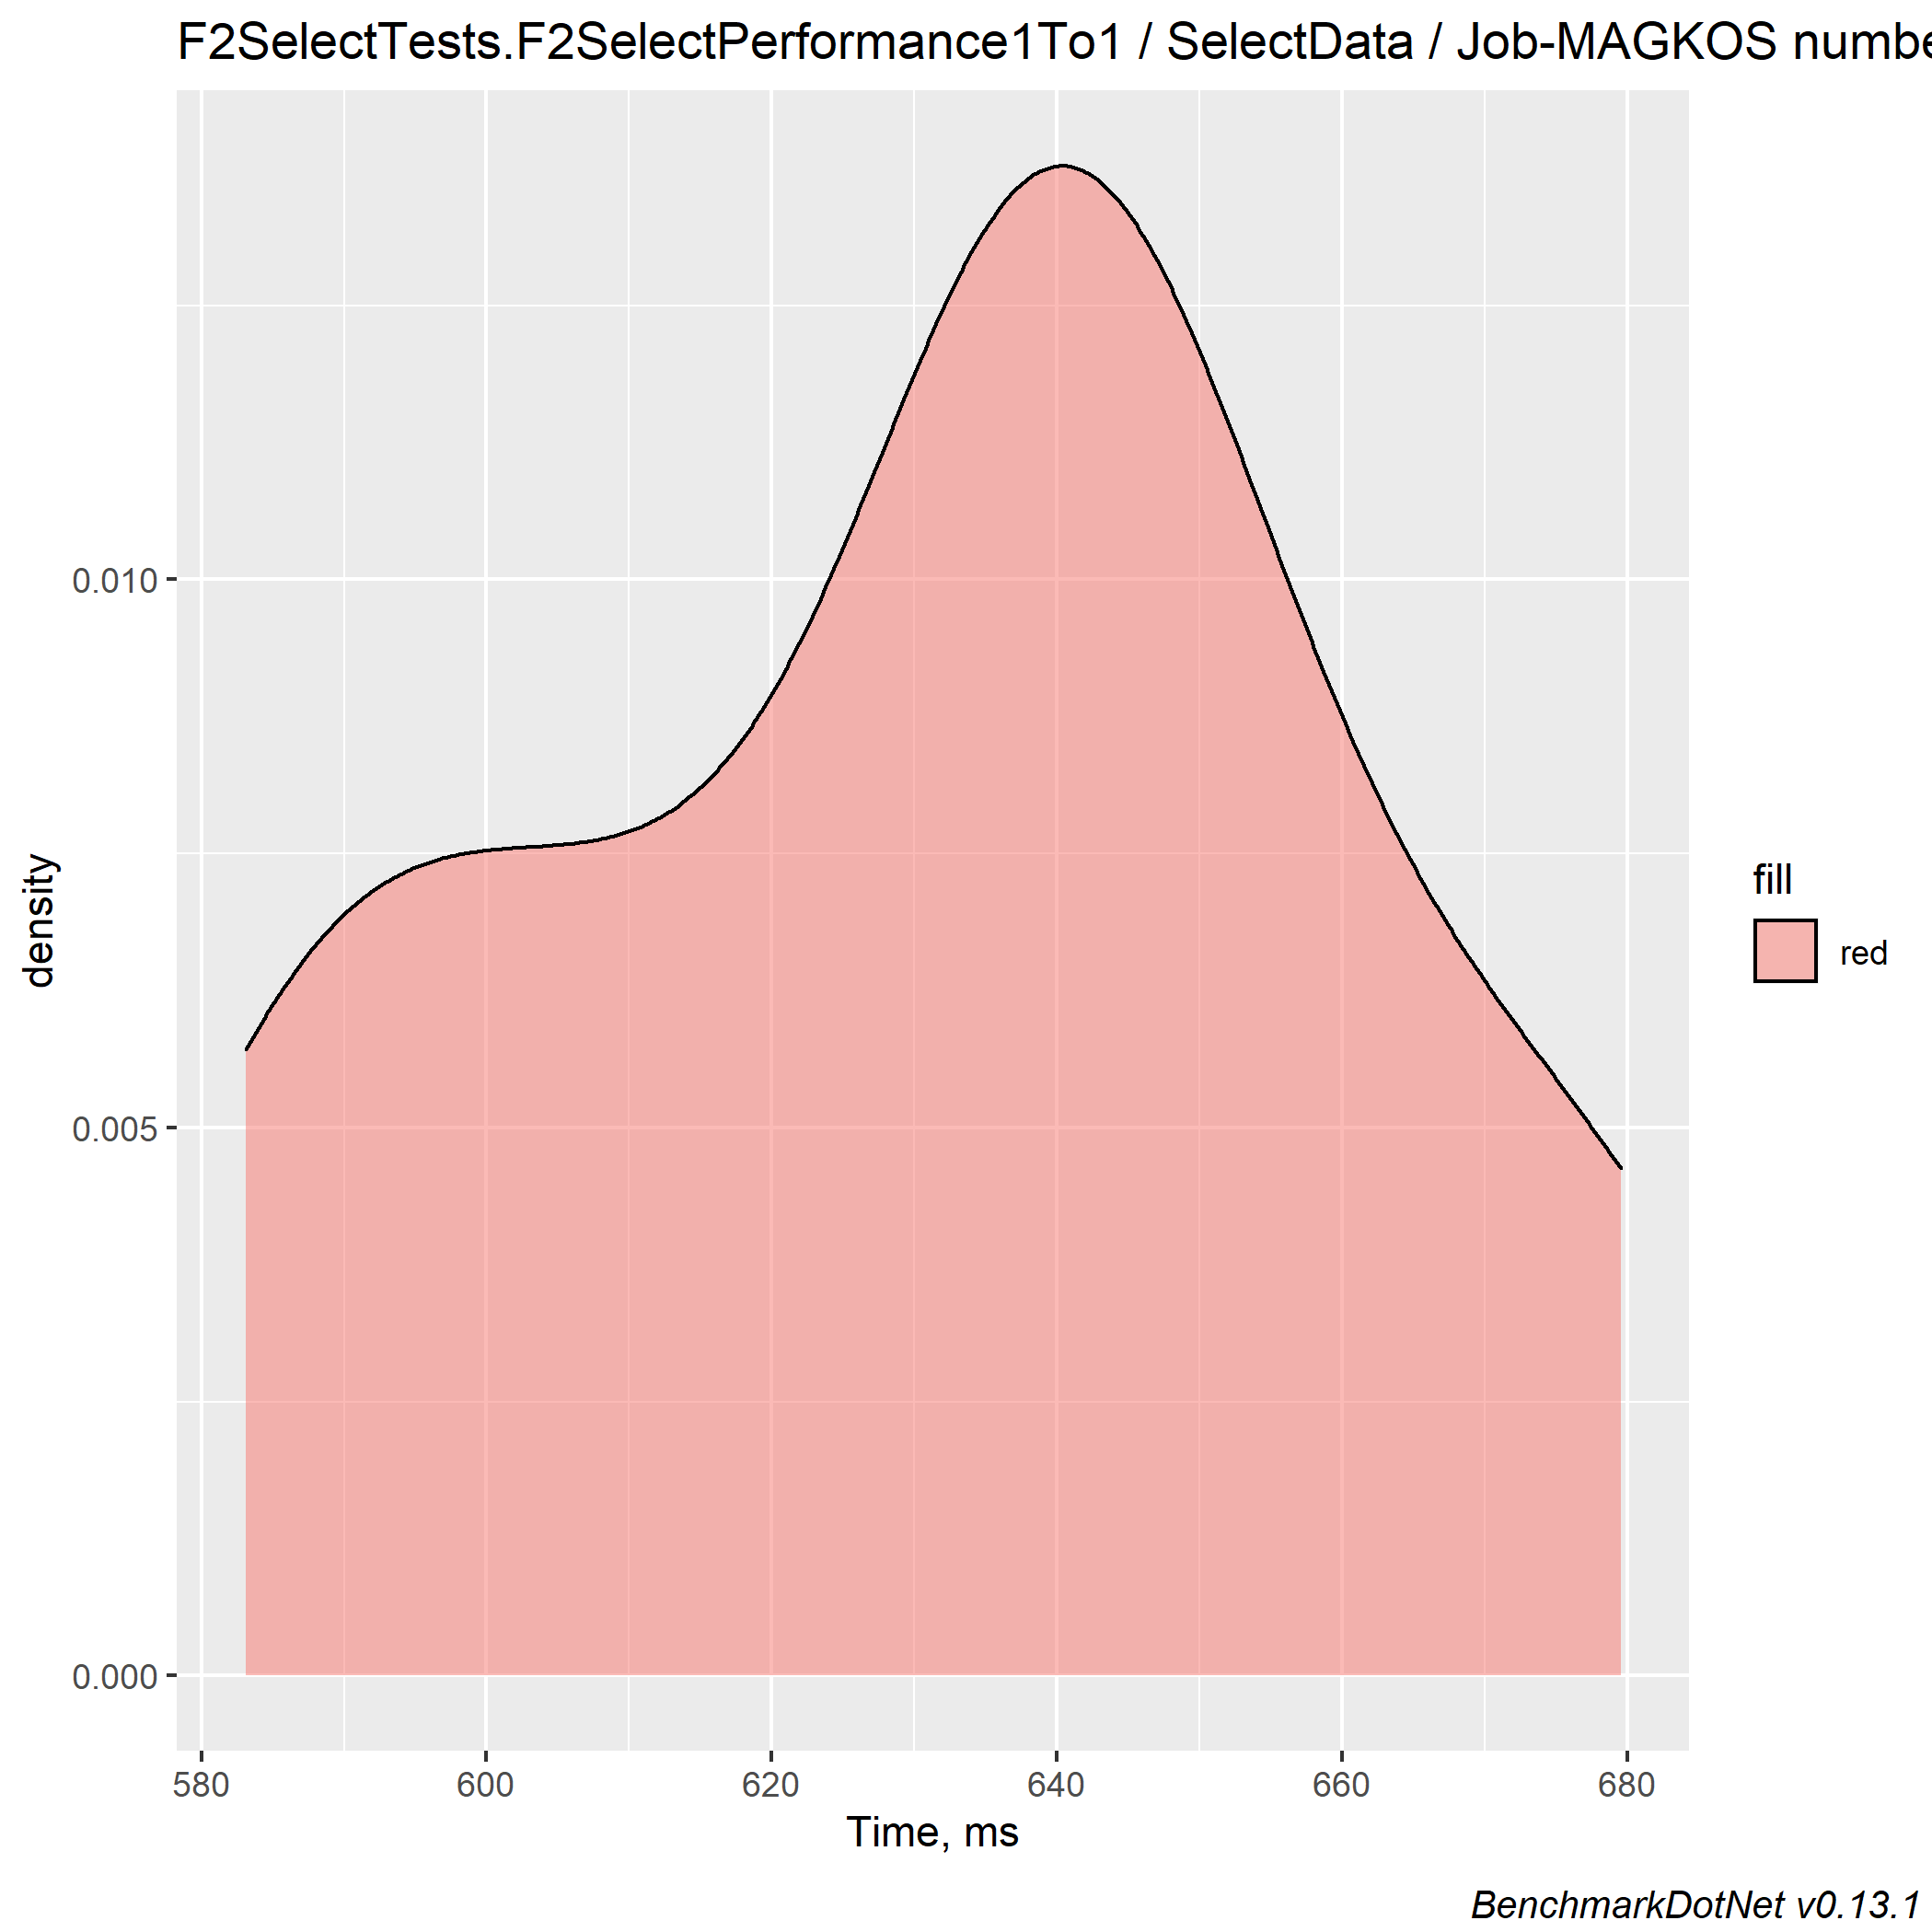 F2SelectTests.F2SelectPerformance1To1 / SelectData / Job-MAGKOS
0.010
0.005
0.000
density
580 600 620 640 660 680
Time, ms
fill
red
BenchmarkDotNet v0.13.1